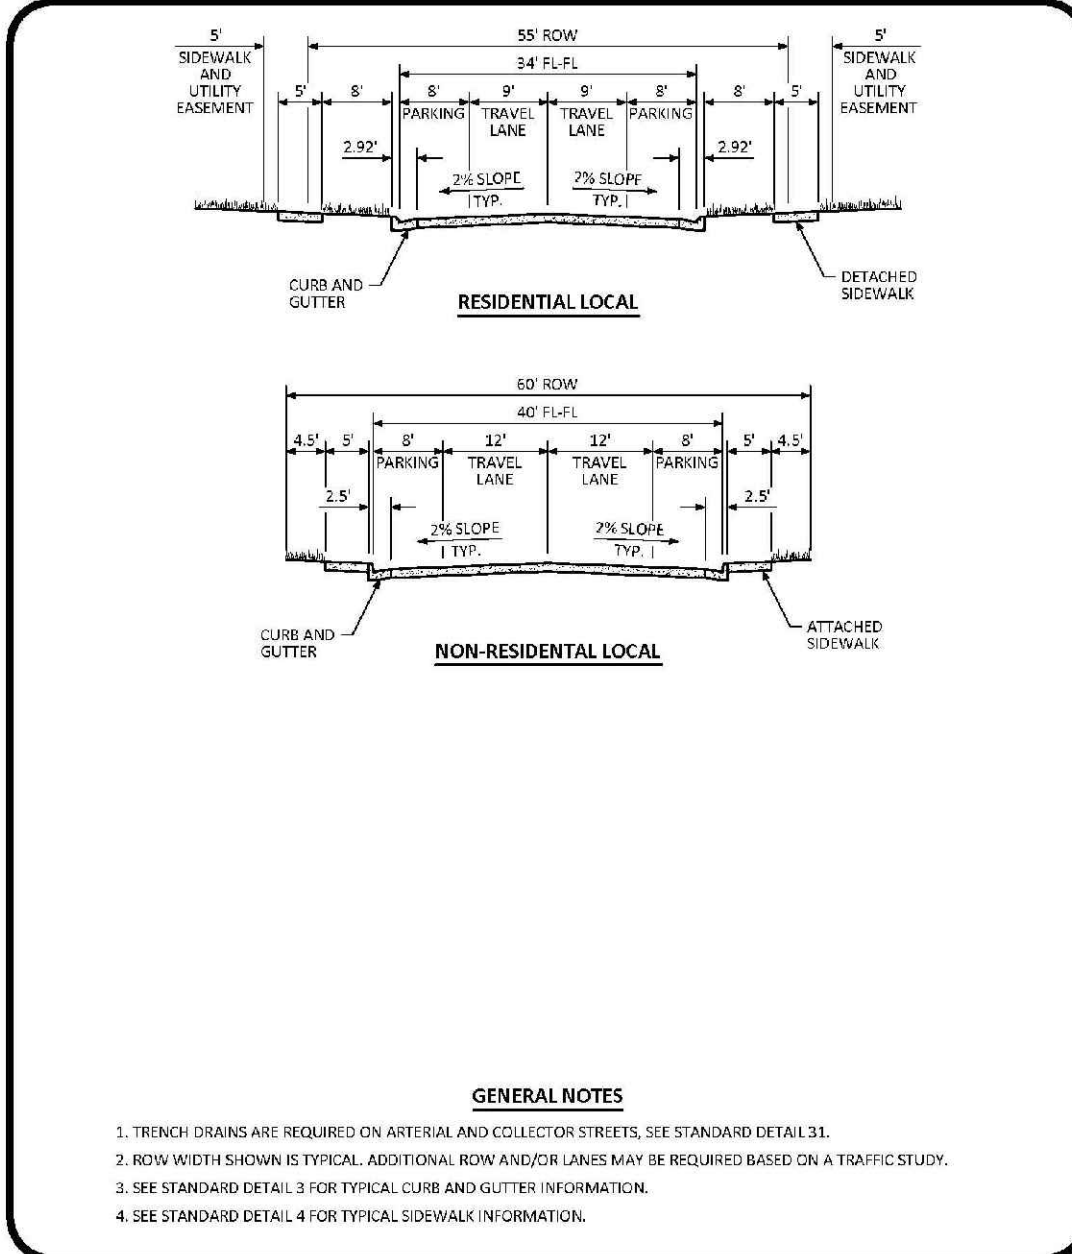 5' 55' ROW 5'
SIDEWALK AND UTILITY EASEMENT
34' FL-FL
SIDEWALK AND UTILITY EASEMENT
5' 8' 8' 9' 9' 8' 8' 5'
PARKING TRAVEL LANE TRAVEL LANE PARKING
2.92' 2.92'
2% SLOPE 2% SLOPE
TYP. TYP.
CURB AND
GUTTER
DETACHED
SIDEWALK
RESIDENTIAL LOCAL
60' ROW
40' FL-FL
4.5' 5' 8' 12' 12' 8' 5' 4.5'
PARKING TRAVEL LANE TRAVEL LANE PARKING
2.5' 2.5'
2% SLOPE 2% SLOPE
TYP. TYP.
CURB AND
GUTTER
ATTACHED
SIDEWALK
NON-RESIDENTAL LOCAL
GENERAL NOTES
1. TRENCH DRAINS ARE REQUIRED ON ARTERIAL AND COLLECTOR STREETS, SEE STANDARD DETAIL 31.
2. ROW WIDTH SHOWN IS TYPICAL. ADDITIONAL ROW AND/OR LANES MAY BE REQUIRED BASED ON A TRAFFIC STUDY.
3. SEE STANDARD DETAIL 3 FOR TYPICAL CURB AND GUTTER INFORMATION.
4. SEE STANDARD DETAIL 4 FOR TYPICAL SIDEWALK INFORMATION.